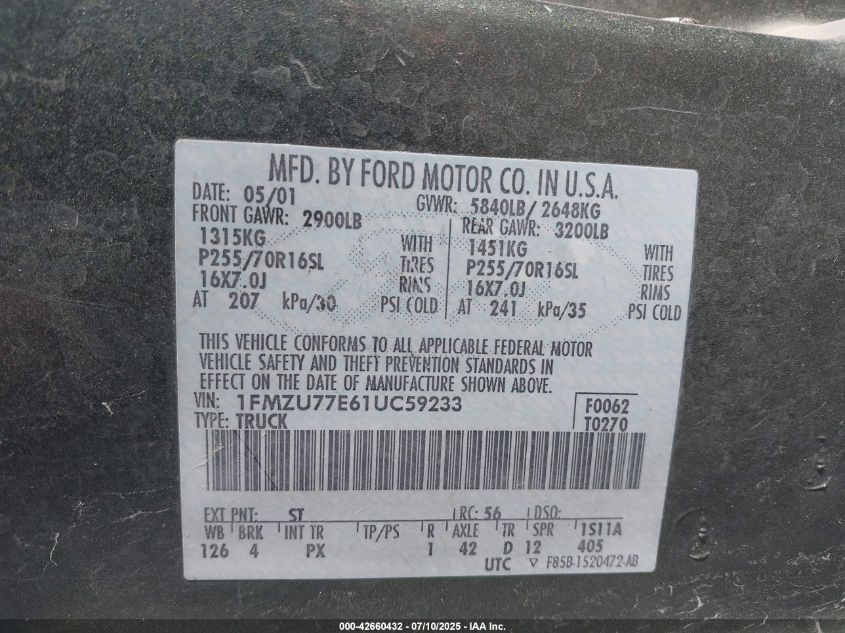 MFD. BY FORD MOTOR CO. IN U.S.A.
DATE: 05/01 GVWR: 5840LB/ 2648KG
FRONT GAWR: 2900LB REAR GAWR: 3200LB
1315KG WITH 1451KG WITH
P255/70R16SL TIRES P255/70R16SL TIRES
16X7.0J RIMS 16X7.0J RIMS
AT 207 kPa/30 PSI COLD AT 241 kPa/35 PSI COLD
THIS VEHICLE CONFORMS TO ALL APPLICABLE FEDERAL MOTOR
VEHICLE SAFETY AND THEFT PREVENTION STANDARDS IN
EFFECT ON THE DATE OF MANUFACTURE SHOWN ABOVE.
VIN: 1FMZU77E61UC59233 F0062
TYPE: TRUCK T0270
EXT PNT: ST RC: 56 DSO:
WB BRK INT TR TP/PS R AXLE TR SPR 1S11A
126 4 PX 1 42 D 12 405
UTC ▽ F85B-1520472-AB
000-42660432 - 07/10/2025 - IAA Inc.